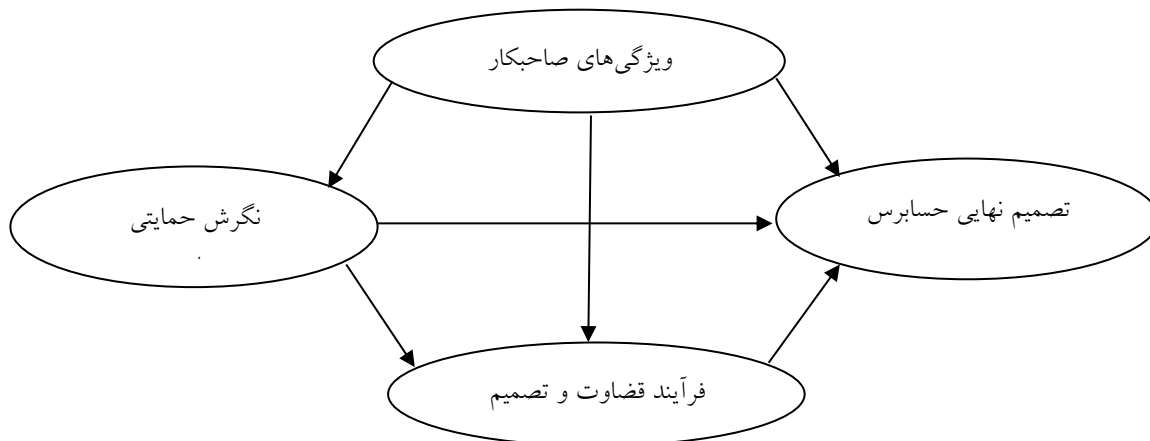 ویژگی‌های صاحبکار
نگرش حمایتی
.
تصمیم نهایی حسابرس
فرآیند قضاوت و تصمیم